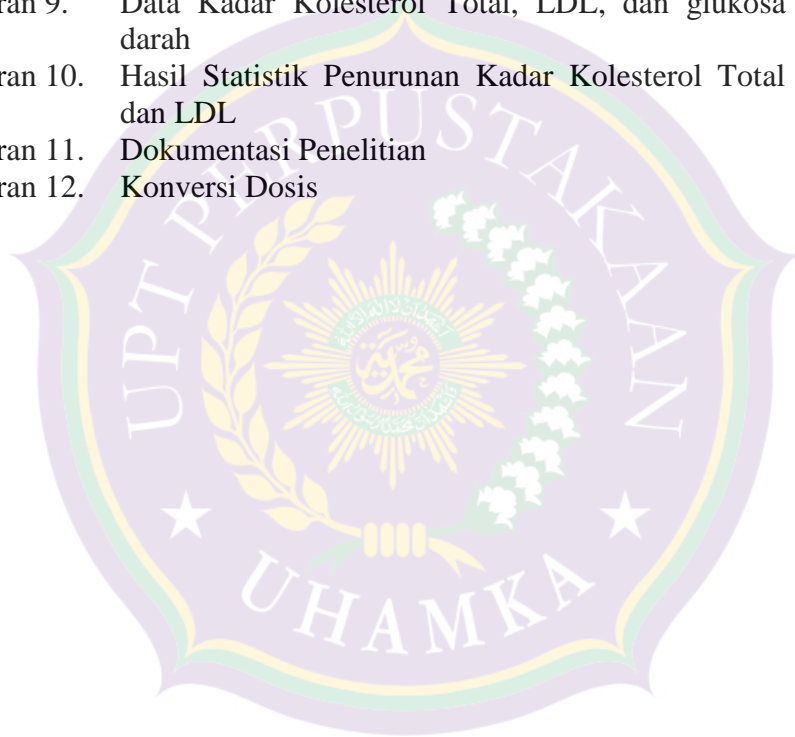 ran 9. Data Kadar Kolesterol Total, LDL, dan glukosa
darah
ran 10. Hasil Statistik Penurunan Kadar Kolesterol Total
dan LDL
ran 11. Dokumentasi Penelitian
ran 12. Konversi Dosis
UPT PERPUSTAKAAN
UHAMKA
محمدية